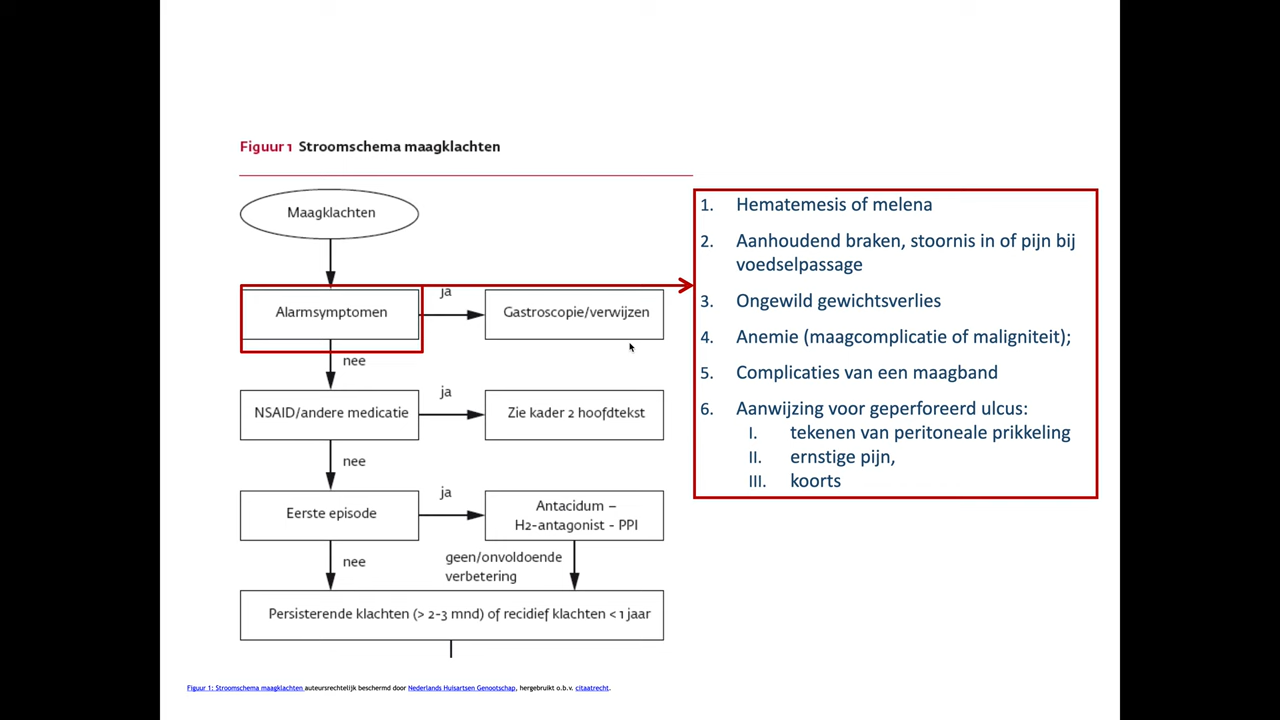 Figuur 1 Stroomschema maagklachten
Maagklachten
Alarmsymptomen
ja
Gastroscopie/verwijzen
nee
NSAID/andere medicatie
ja
Zie kader 2 hoofdtekst
nee
Eerste episode
ja
Antacidum –
H2-antagonist - PPI
nee
geen/onvoldoende
verbetering
Persisterende klachten (> 2-3 mnd) of recidief klachten < 1 jaar
1. Hematemesis of melena
2. Aanhoudend braken, stoornis in of pijn bij
voedselpassage
3. Ongewild gewichtsverlies
4. Anemie (maagcomplicatie of maligniteit);
5. Complicaties van een maagband
6. Aanwijzing voor geperforeerd ulcus:
I. tekenen van peritoneale prikkeling
II. ernstige pijn,
III. koorts
Figuur 1: Stroomschema maagklachten auteursrechtelijk beschermd door Nederlands Huisartsen Genootschap, hergebruikt o.b.v. citaatrecht.